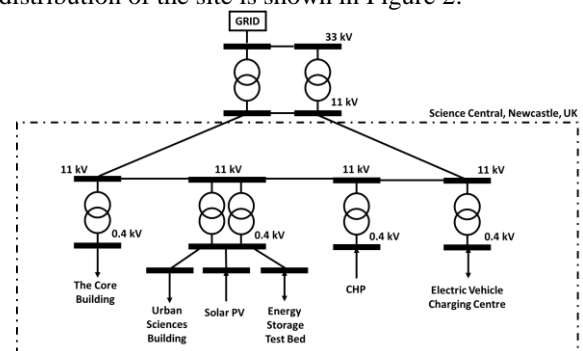 distribution of the site is shown in Figure 2.
GRID
33 kV
11 kV
Science Central, Newcastle, UK
11 kV
11 kV
11 kV
11 kV
0.4 kV
0.4 kV
0.4 kV
0.4 kV
The Core
Building
Urban
Sciences
Building
Solar PV
Energy
Storage
Test Bed
CHP
Electric Vehicle
Charging Centre